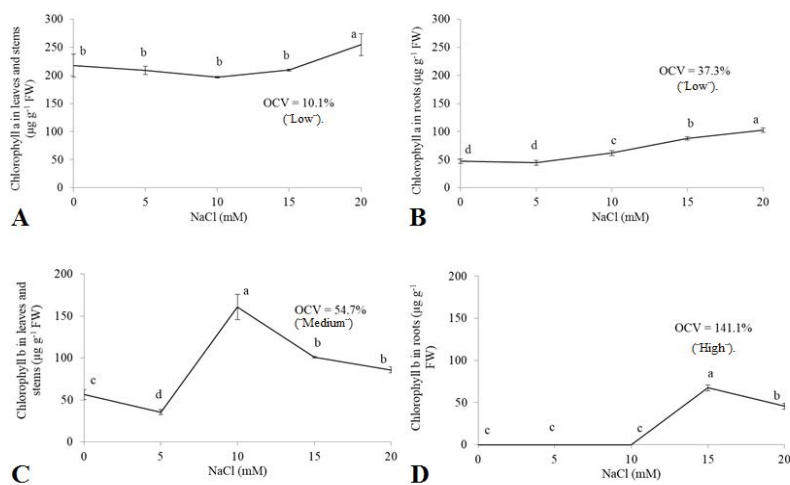 Chlorophyll a in leaves and stems
(µg g⁻¹ FW)
300
250
200
150
100
50
0
b
b
b
b
a
OCV = 10.1%
(¨Low¨).
0
5
10
15
20
NaCl (mM)
A
Chlorophyll a in roots (µg g⁻¹ FW)
300
250
200
150
100
50
0
d
d
c
b
a
OCV = 37.3%
(¨Low¨).
0
5
10
15
20
NaCl (mM)
B
Chlorophyll b in leaves and
stems (µg g⁻¹ FW)
200
150
100
50
0
c
d
a
b
b
OCV = 54.7%
(¨Medium¨)
0
5
10
15
20
NaCl (mM)
C
Chlorophyll b in roots (µg g⁻¹
FW)
200
150
100
50
0
c
c
c
a
b
OCV = 141.1%
(¨High¨).
0
5
10
15
20
NaCl (mM)
D